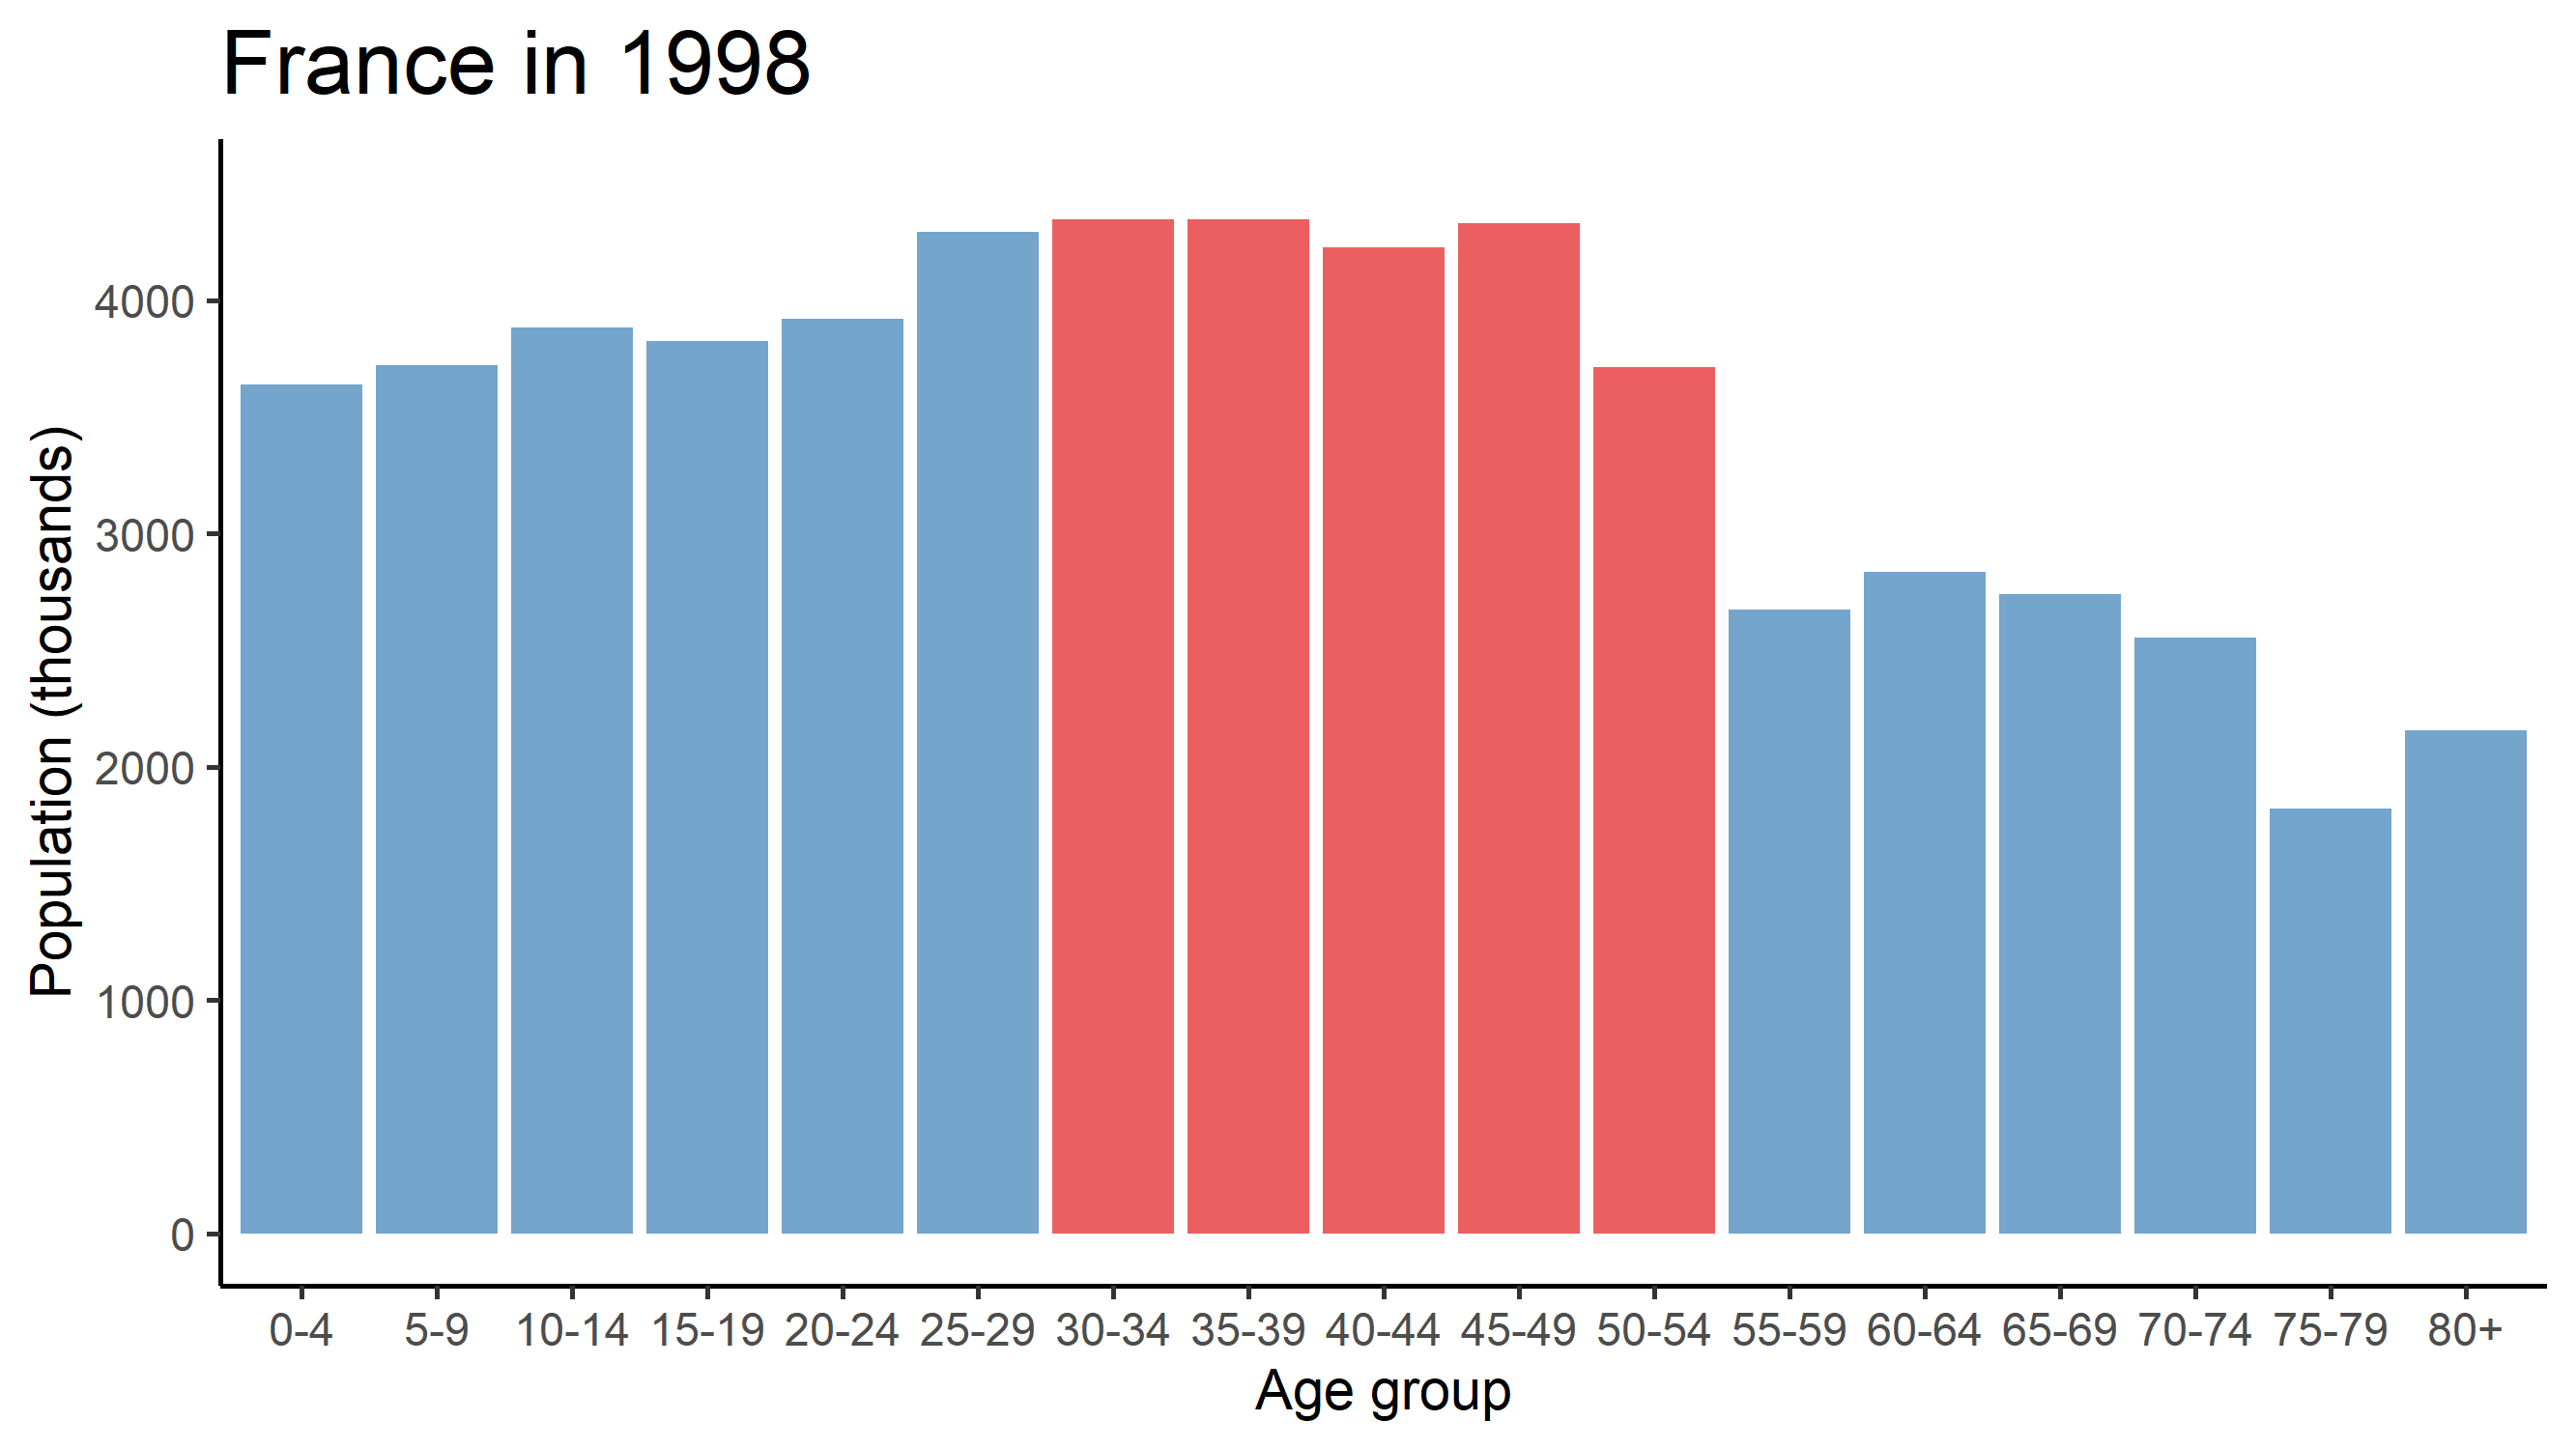 France in 1998
Population (thousands)
4000
3000
2000
1000
0
0-4 5-9 10-14 15-19 20-24 25-29 30-34 35-39 40-44 45-49 50-54 55-59 60-64 65-69 70-74 75-79 80+
Age group